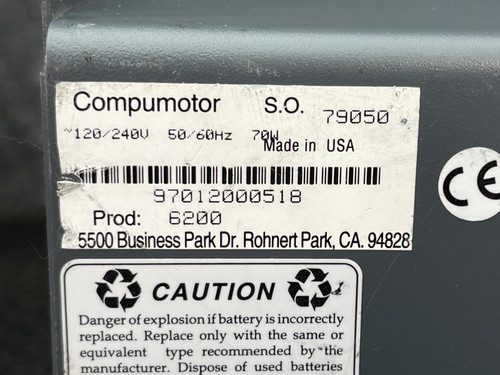 Compumotor S.O. 79050
~120/240V 50/60Hz 70W Made in USA
97012000518
Prod: 6200
5500 Business Park Dr. Rohnert Park, CA. 94828
CE
CAUTION
Danger of explosion if battery is incorrectly
replaced. Replace only with the same or
equivalent type recommended by the
manufacturer. Dispose of used batteries